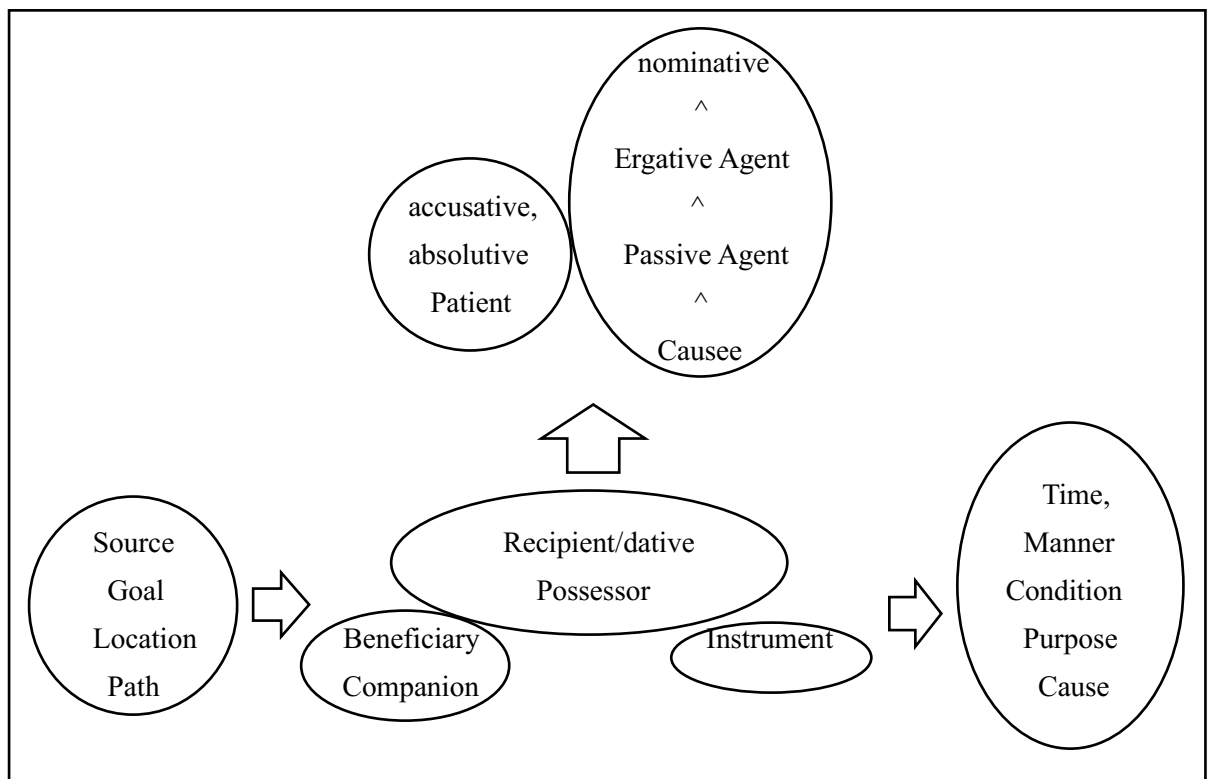 nominative
^
Ergative Agent
^
Passive Agent
^
Causee
accusative,
absolutive
Patient
Source
Goal
Location
Path
Recipient/dative
Possessor
Beneficiary
Companion
Instrument
Time,
Manner
Condition
Purpose
Cause